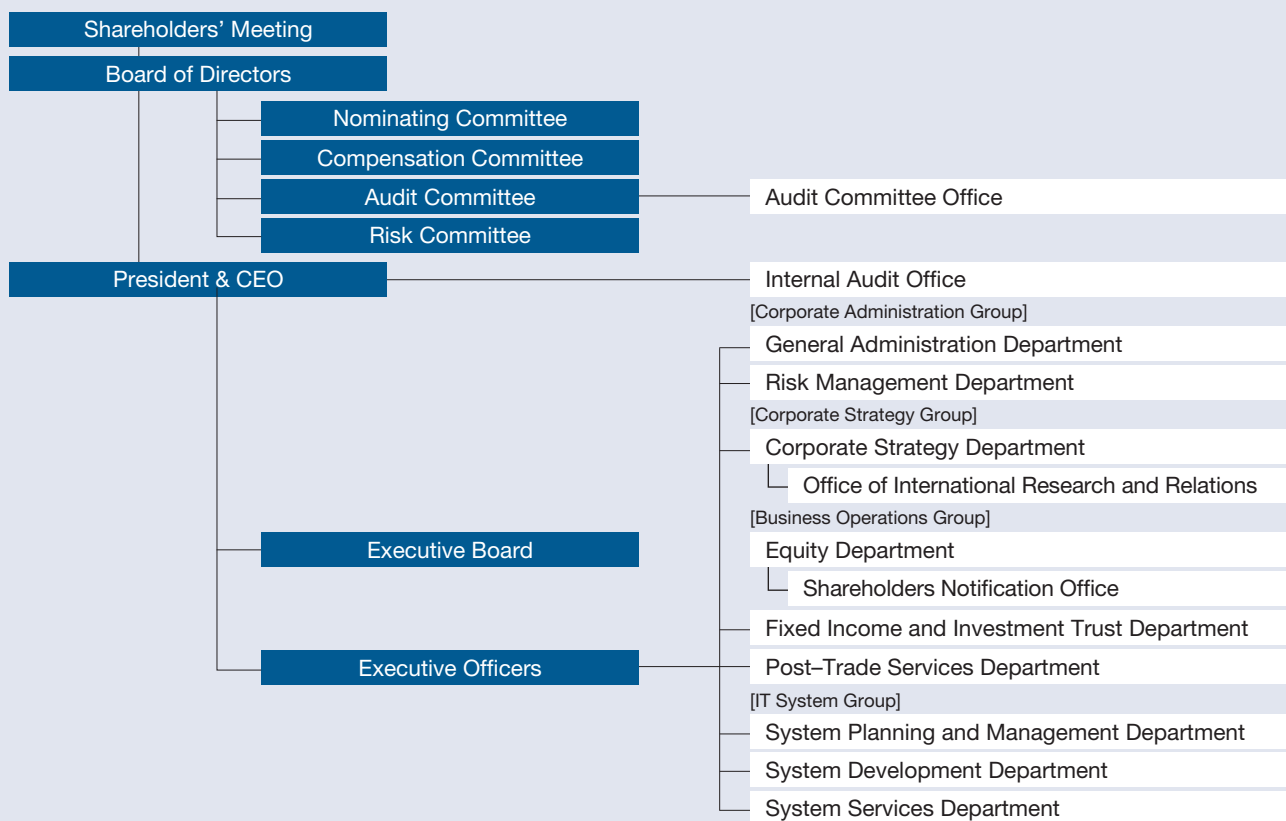 Shareholders’ Meeting
Board of Directors
Nominating Committee
Compensation Committee
Audit Committee
Audit Committee Office
Risk Committee
President & CEO
Internal Audit Office
[Corporate Administration Group]
General Administration Department
Risk Management Department
[Corporate Strategy Group]
Corporate Strategy Department
Office of International Research and Relations
[Business Operations Group]
Executive Board
Equity Department
Shareholders Notification Office
Fixed Income and Investment Trust Department
Executive Officers
Post–Trade Services Department
[IT System Group]
System Planning and Management Department
System Development Department
System Services Department